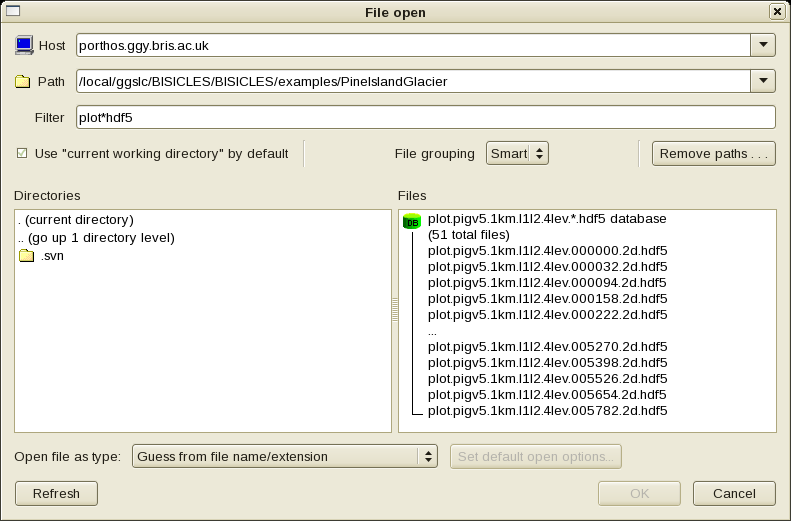 File open
Host porthos.ggy.bris.ac.uk
Path /local/ggslc/BISICLES/BISICLES/examples/PineIslandGlacier
Filter plot*hdf5
Use "current working directory" by default File grouping Smart Remove paths . . .
Directories
. (current directory)
.. (go up 1 directory level)
.svn
Files
DB plot.pigv5.1km.l1l2.4lev.*.hdf5 database
(51 total files)
plot.pigv5.1km.l1l2.4lev.000000.2d.hdf5
plot.pigv5.1km.l1l2.4lev.000032.2d.hdf5
plot.pigv5.1km.l1l2.4lev.000094.2d.hdf5
plot.pigv5.1km.l1l2.4lev.000158.2d.hdf5
plot.pigv5.1km.l1l2.4lev.000222.2d.hdf5
...
plot.pigv5.1km.l1l2.4lev.005270.2d.hdf5
plot.pigv5.1km.l1l2.4lev.005398.2d.hdf5
plot.pigv5.1km.l1l2.4lev.005526.2d.hdf5
plot.pigv5.1km.l1l2.4lev.005654.2d.hdf5
plot.pigv5.1km.l1l2.4lev.005782.2d.hdf5
Open file as type: Guess from file name/extension Set default open options...
Refresh OK Cancel